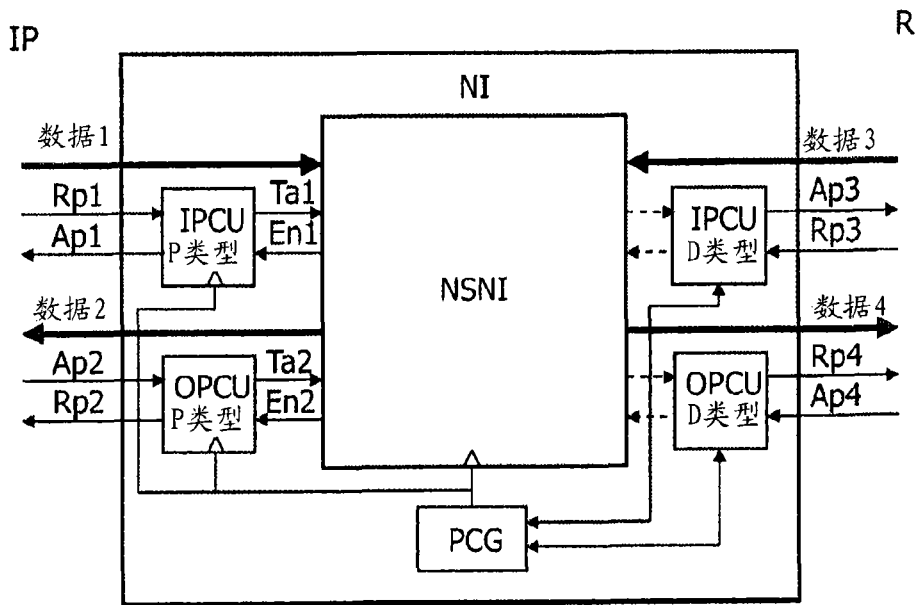 IP
R
NI
数据1
数据3
Rp1
Ta1
Ap3
IPCU
P类型
IPCU
D类型
Ap1
En1
Rp3
NSNI
数据2
数据4
Ap2
Ta2
Rp4
OPCU
P类型
OPCU
D类型
Rp2
En2
Ap4
PCG